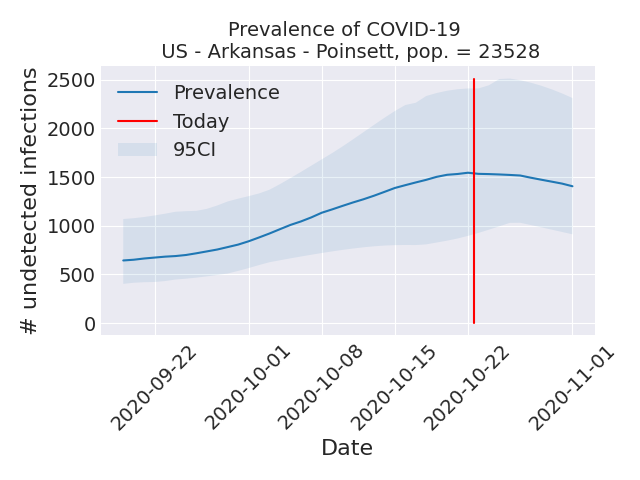 Prevalence of COVID-19
US - Arkansas - Poinsett, pop. = 23528
# undetected infections
2500
2000
1500
1000
500
0
Prevalence
Today
95CI
2020-09-22
2020-10-01
2020-10-08
2020-10-15
2020-10-22
2020-11-01
Date